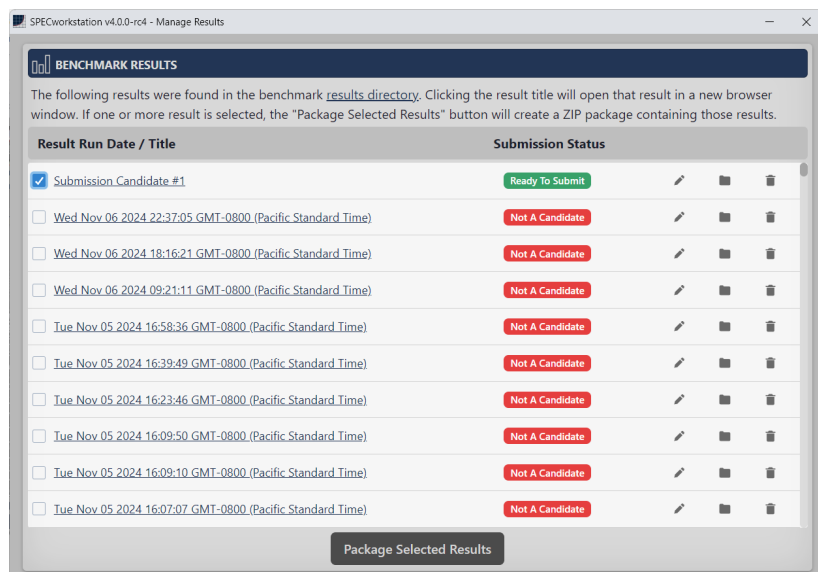 SPECworkstation v4.0.0-rc4 - Manage Results
BENCHMARK RESULTS
The following results were found in the benchmark results directory. Clicking the result title will open that result in a new browser
window. If one or more result is selected, the "Package Selected Results" button will create a ZIP package containing those results.
Result Run Date / Title Submission Status
Submission Candidate #1 Ready To Submit
Wed Nov 06 2024 22:37:05 GMT-0800 (Pacific Standard Time) Not A Candidate
Wed Nov 06 2024 18:16:21 GMT-0800 (Pacific Standard Time) Not A Candidate
Wed Nov 06 2024 09:21:11 GMT-0800 (Pacific Standard Time) Not A Candidate
Tue Nov 05 2024 16:58:36 GMT-0800 (Pacific Standard Time) Not A Candidate
Tue Nov 05 2024 16:39:49 GMT-0800 (Pacific Standard Time) Not A Candidate
Tue Nov 05 2024 16:23:46 GMT-0800 (Pacific Standard Time) Not A Candidate
Tue Nov 05 2024 16:09:50 GMT-0800 (Pacific Standard Time) Not A Candidate
Tue Nov 05 2024 16:09:10 GMT-0800 (Pacific Standard Time) Not A Candidate
Tue Nov 05 2024 16:07:07 GMT-0800 (Pacific Standard Time) Not A Candidate
Package Selected Results